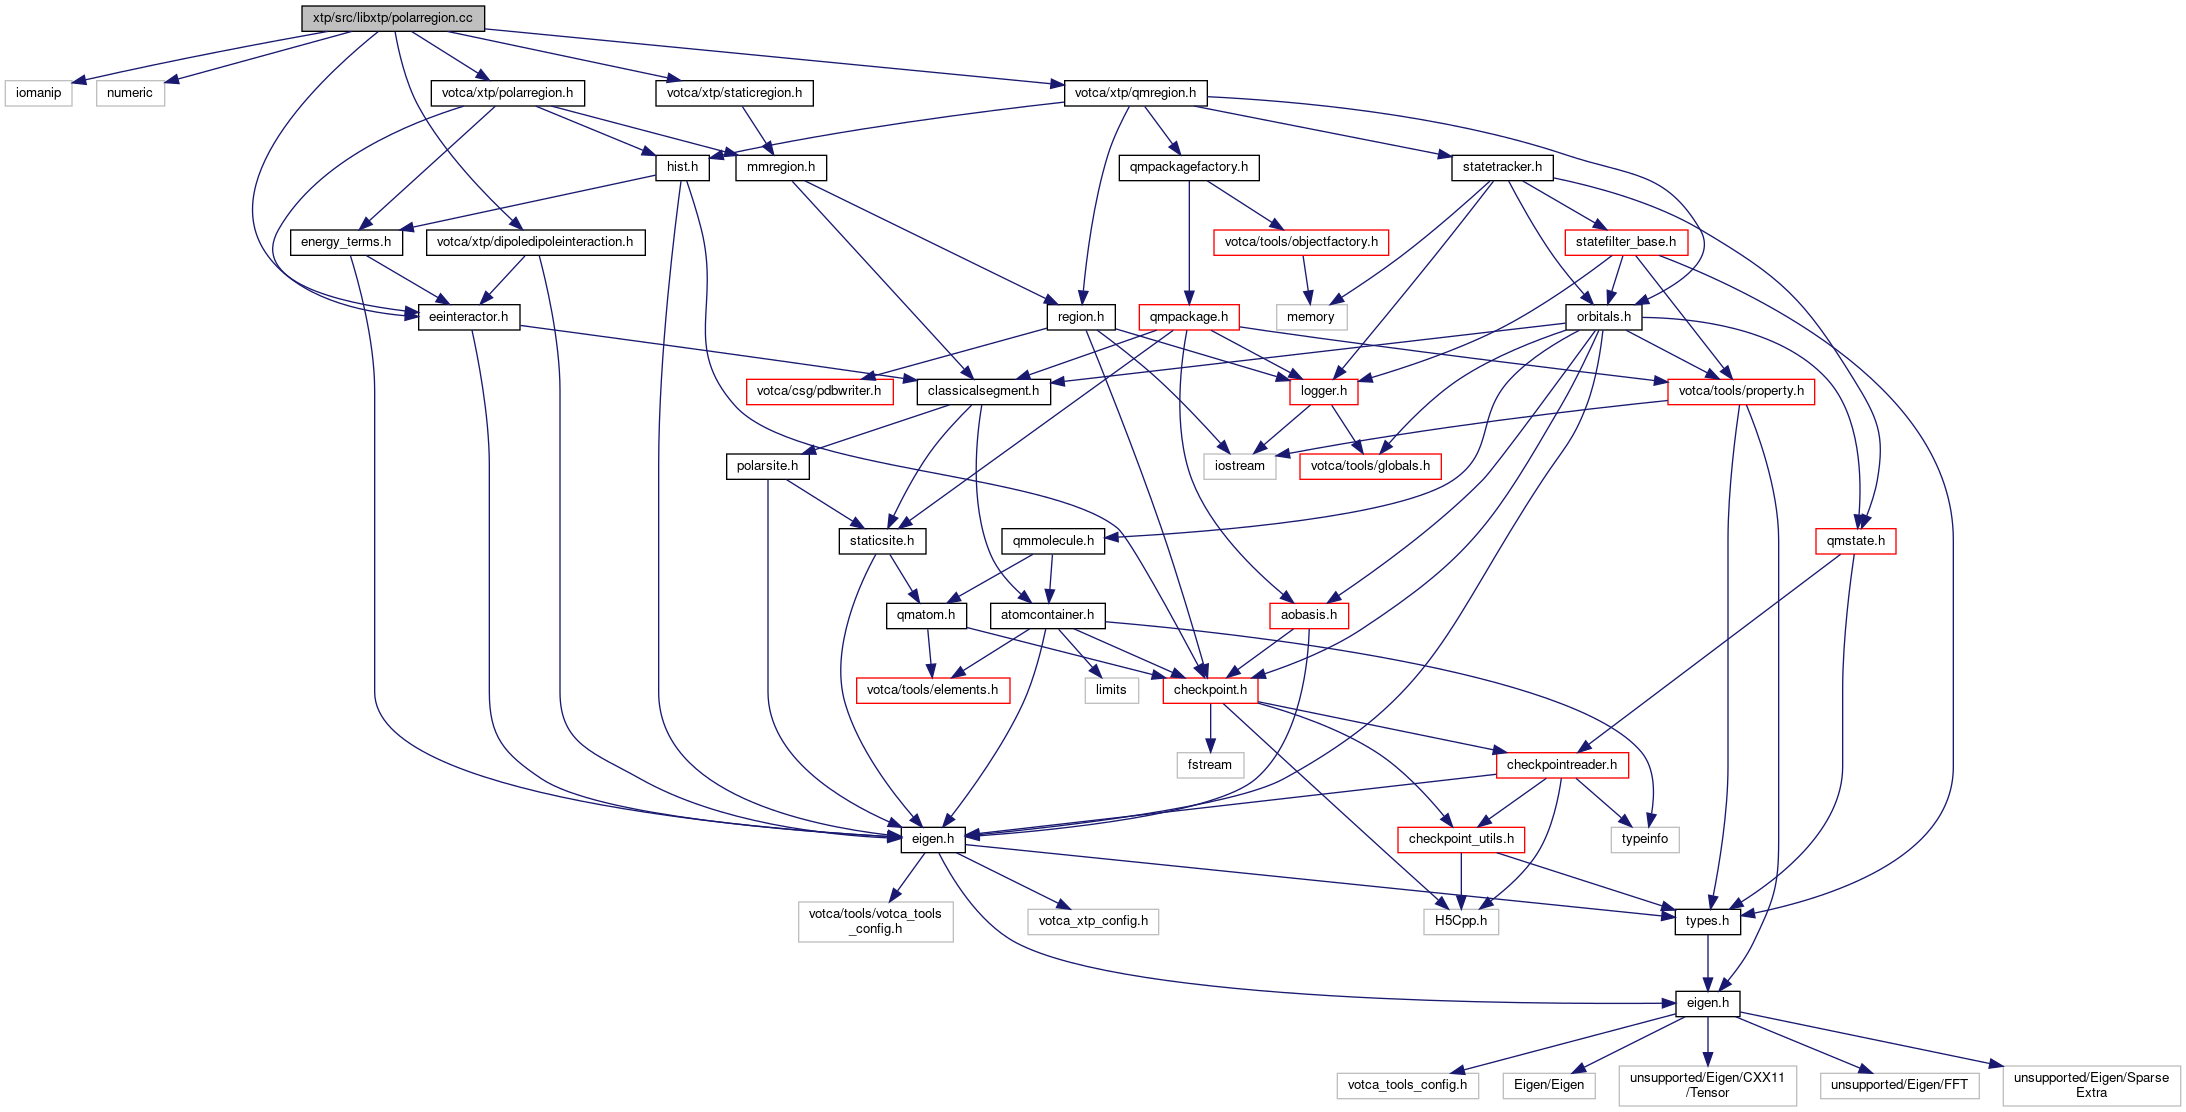 xtp/src/libxtp/polarregion.cc
iomanip
numeric
votca/xtp/polarregion.h
votca/xtp/staticregion.h
votca/xtp/qmregion.h
hist.h
mmregion.h
qmpackagefactory.h
statetracker.h
energy_terms.h
votca/xtp/dipoledipoleinteraction.h
votca/tools/objectfactory.h
statefilter_base.h
eeinteractor.h
region.h
qmpackage.h
memory
orbitals.h
votca/csg/pdbwriter.h
classicalsegment.h
logger.h
votca/tools/property.h
polarsite.h
iostream
votca/tools/globals.h
staticsite.h
qmmolecule.h
qmstate.h
qmatom.h
atomcontainer.h
aobasis.h
votca/tools/elements.h
limits
checkpoint.h
fstream
checkpointreader.h
eigen.h
checkpoint_utils.h
typeinfo
votca/tools/votca_tools
_config.h
votca_xtp_config.h
H5Cpp.h
types.h
eigen.h
votca_tools_config.h
Eigen/Eigen
unsupported/Eigen/CXX11
/Tensor
unsupported/Eigen/FFT
unsupported/Eigen/Sparse
Extra